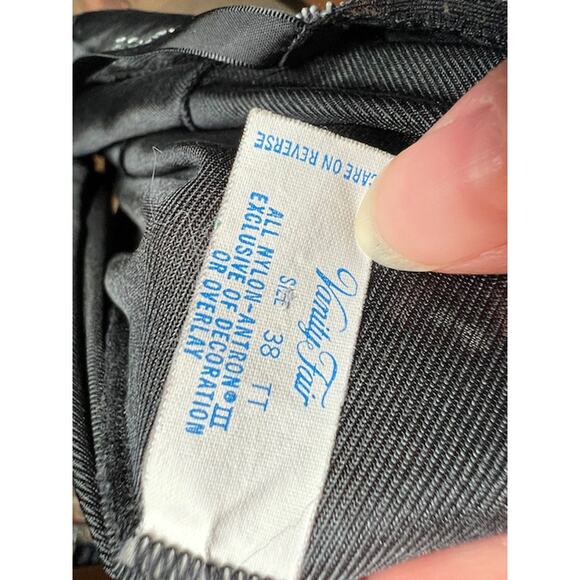 Vanity Fair
SIZE 38 TT
ALL NYLON-ANTRON® III
EXCLUSIVE OF DECORATION
OR OVERLAY
CARE ON REVERSE